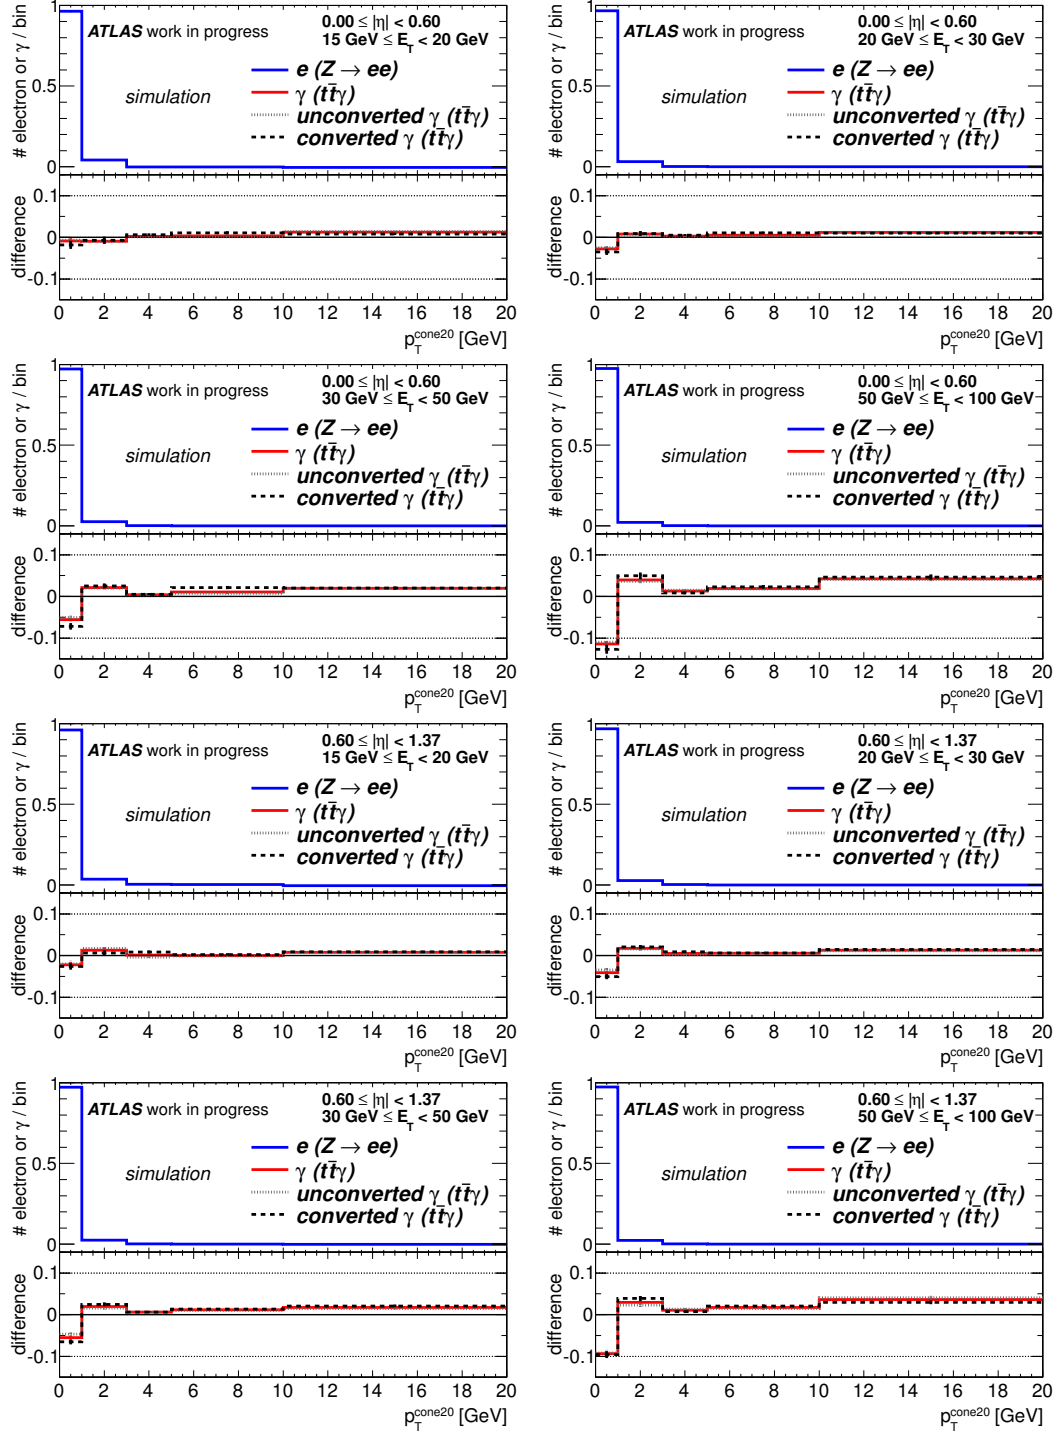 # electron or γ / bin
1
0.5
0
ATLAS work in progress
0.00 ≤ |η| < 0.60
15 GeV ≤ E_T < 20 GeV
simulation
e (Z → ee)
γ (tt̄γ)
unconverted γ (tt̄γ)
converted γ (tt̄γ)
difference
0.1
0
-0.1
0 2 4 6 8 10 12 14 16 18 20
p_T^cone20 [GeV]
# electron or γ / bin
1
0.5
0
ATLAS work in progress
0.00 ≤ |η| < 0.60
20 GeV ≤ E_T < 30 GeV
simulation
e (Z → ee)
γ (tt̄γ)
unconverted γ (tt̄γ)
converted γ (tt̄γ)
difference
0.1
0
-0.1
0 2 4 6 8 10 12 14 16 18 20
p_T^cone20 [GeV]
# electron or γ / bin
1
0.5
0
ATLAS work in progress
0.00 ≤ |η| < 0.60
30 GeV ≤ E_T < 50 GeV
simulation
e (Z → ee)
γ (tt̄γ)
unconverted γ (tt̄γ)
converted γ (tt̄γ)
difference
0.1
0
-0.1
0 2 4 6 8 10 12 14 16 18 20
p_T^cone20 [GeV]
# electron or γ / bin
1
0.5
0
ATLAS work in progress
0.00 ≤ |η| < 0.60
50 GeV ≤ E_T < 100 GeV
simulation
e (Z → ee)
γ (tt̄γ)
unconverted γ (tt̄γ)
converted γ (tt̄γ)
difference
0.1
0
-0.1
0 2 4 6 8 10 12 14 16 18 20
p_T^cone20 [GeV]
# electron or γ / bin
1
0.5
0
ATLAS work in progress
0.60 ≤ |η| < 1.37
15 GeV ≤ E_T < 20 GeV
simulation
e (Z → ee)
γ (tt̄γ)
unconverted γ (tt̄γ)
converted γ (tt̄γ)
difference
0.1
0
-0.1
0 2 4 6 8 10 12 14 16 18 20
p_T^cone20 [GeV]
# electron or γ / bin
1
0.5
0
ATLAS work in progress
0.60 ≤ |η| < 1.37
20 GeV ≤ E_T < 30 GeV
simulation
e (Z → ee)
γ (tt̄γ)
unconverted γ (tt̄γ)
converted γ (tt̄γ)
difference
0.1
0
-0.1
0 2 4 6 8 10 12 14 16 18 20
p_T^cone20 [GeV]
# electron or γ / bin
1
0.5
0
ATLAS work in progress
0.60 ≤ |η| < 1.37
30 GeV ≤ E_T < 50 GeV
simulation
e (Z → ee)
γ (tt̄γ)
unconverted γ (tt̄γ)
converted γ (tt̄γ)
difference
0.1
0
-0.1
0 2 4 6 8 10 12 14 16 18 20
p_T^cone20 [GeV]
# electron or γ / bin
1
0.5
0
ATLAS work in progress
0.60 ≤ |η| < 1.37
50 GeV ≤ E_T < 100 GeV
simulation
e (Z → ee)
γ (tt̄γ)
unconverted γ (tt̄γ)
converted γ (tt̄γ)
difference
0.1
0
-0.1
0 2 4 6 8 10 12 14 16 18 20
p_T^cone20 [GeV]